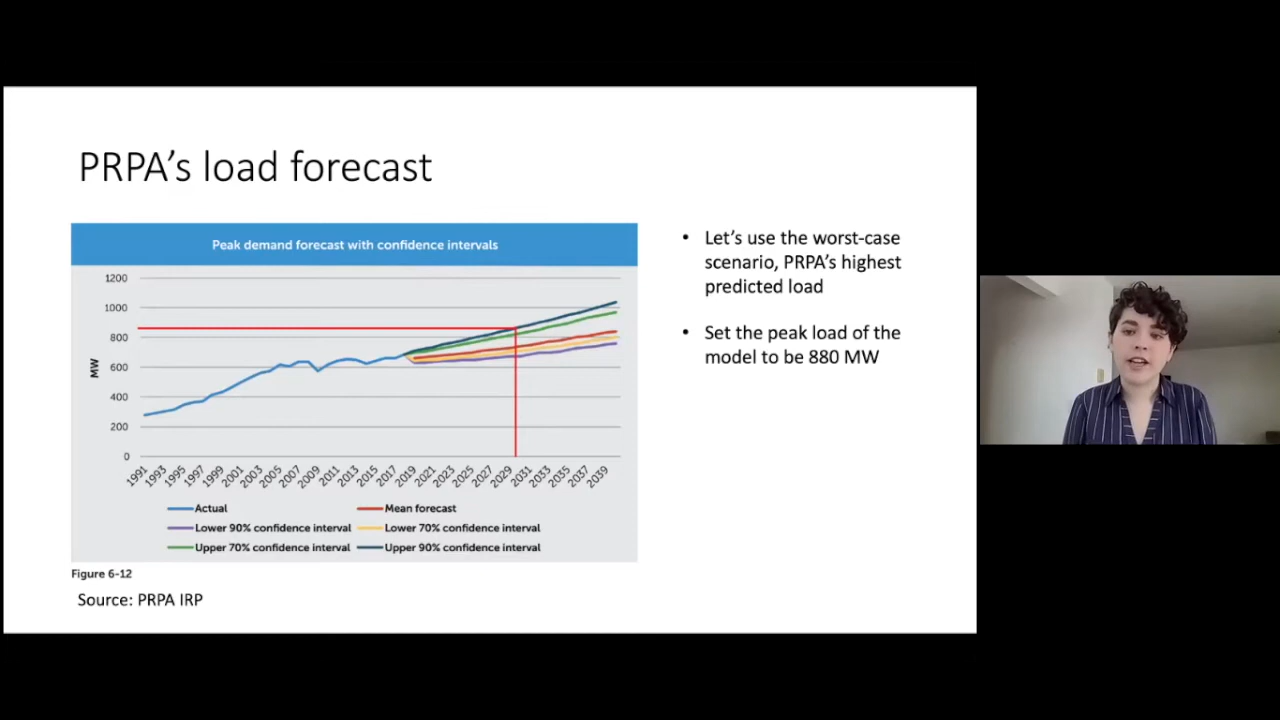 PRPA’s load forecast
Peak demand forecast with confidence intervals
1200
1000
800
600
400
200
0
MW
1991 1993 1995 1997 1999 2001 2003 2005 2007 2009 2011 2013 2015 2017 2019 2021 2023 2025 2027 2029 2031 2033 2035 2037 2039
Actual Mean forecast
Lower 90% confidence interval Lower 70% confidence interval
Upper 70% confidence interval Upper 90% confidence interval
Figure 6-12
Source: PRPA IRP
• Let’s use the worst-case
scenario, PRPA’s highest
predicted load
• Set the peak load of the
model to be 880 MW